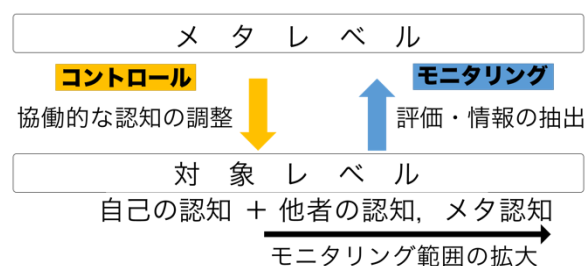 メタレベル
コントロール
モニタリング
協働的な認知の調整
評価・情報の抽出
対象レベル
自己の認知 + 他者の認知, メタ認知
モニタリング範囲の拡大